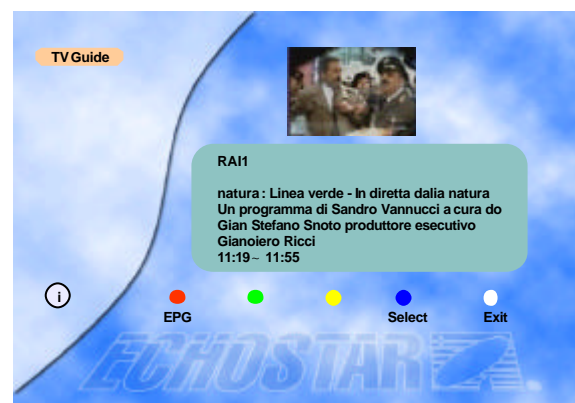 TV Guide
RAI1
natura : Linea verde - In diretta dalia natura
Un programma di Sandro Vannucci a cura do
Gian Stefano Snoto produttore esecutivo
Gianoiero Ricci
11:19 ~ 11:55
i
EPG
Select
Exit
ECHOSTAR